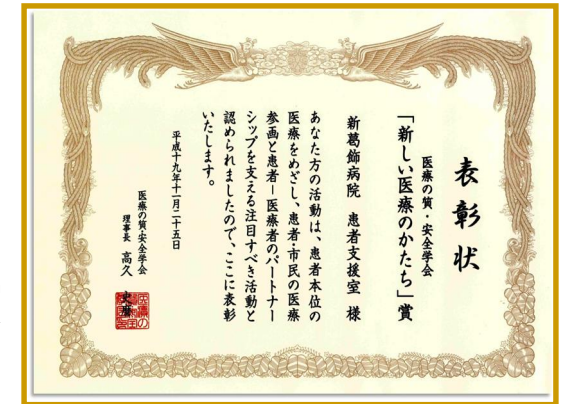 表彰状
医療の質・安全学会
「新しい医療のかたち」賞
新葛飾病院 患者支援室 様
あなた方の活動は、患者本位の
医療をめざし、患者・市民の医療
参画と患者ー医療者のパートナー
シップを支える注目すべき活動と
認められましたので、ここに表彰
いたします。
平成十九年十一月二十五日
医療の質・安全学会
理事長 高久 史麿